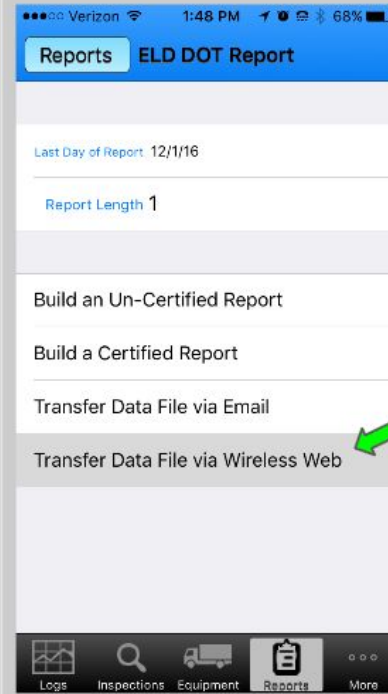 Verizon 1:48 PM 68%
Reports ELD DOT Report
Last Day of Report 12/1/16
Report Length 1
Build an Un-Certified Report
Build a Certified Report
Transfer Data File via Email
Transfer Data File via Wireless Web
Logs Inspections Equipment Reports More